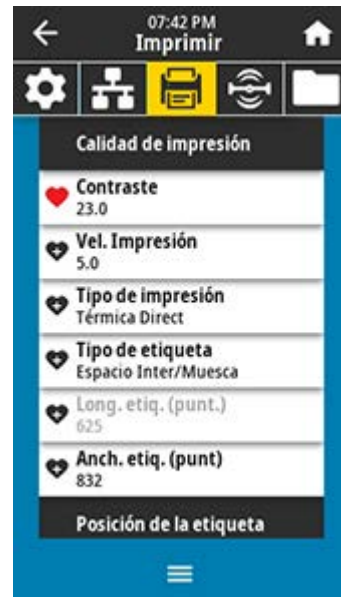 07:42 PM
Imprimir
Calidad de impresión
Contraste
23.0
Vel. Impresión
5.0
Tipo de impresión
Térmica Direct
Tipo de etiqueta
Espacio Inter/Muesca
Long. etiq. (punt.)
625
Anch. etiq. (punt)
832
Posición de la etiqueta